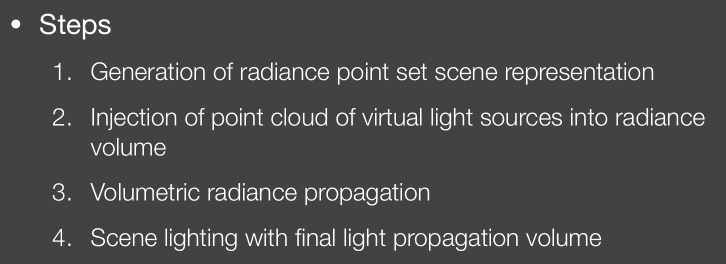 • Steps
1. Generation of radiance point set scene representation
2. Injection of point cloud of virtual light sources into radiance
volume
3. Volumetric radiance propagation
4. Scene lighting with final light propagation volume